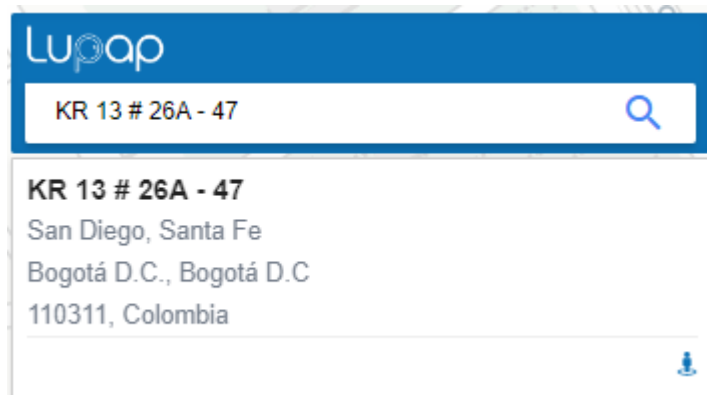 Lupap
KR 13 # 26A - 47
KR 13 # 26A - 47
San Diego, Santa Fe
Bogotá D.C., Bogotá D.C
110311, Colombia